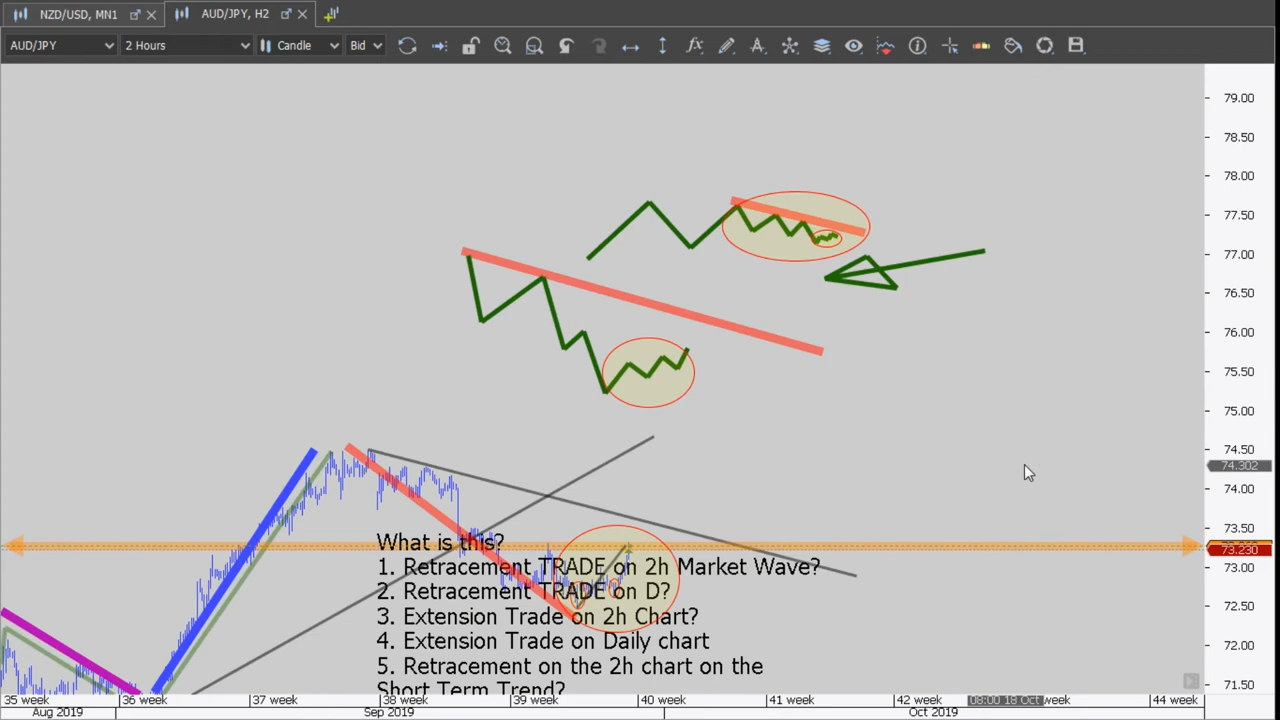 NZD/USD, MN1
AUD/JPY, H2
AUD/JPY
2 Hours
Candle
Bid
79.00
78.50
78.00
77.50
77.00
76.50
76.00
75.50
75.00
74.50
74.302
74.00
73.50
73.230
73.00
72.50
72.00
71.50
What is this?
1. Retracement TRADE on 2h Market Wave?
2. Retracement TRADE on D?
3. Extension Trade on 2h Chart?
4. Extension Trade on Daily chart
5. Retracement on the 2h chart on the
Short Term Trend?
35 week
36 week
37 week
38 week
39 week
40 week
41 week
42 week
08:00 18 Oct
week
44 week
Aug 2019
Sep 2019
Oct 2019